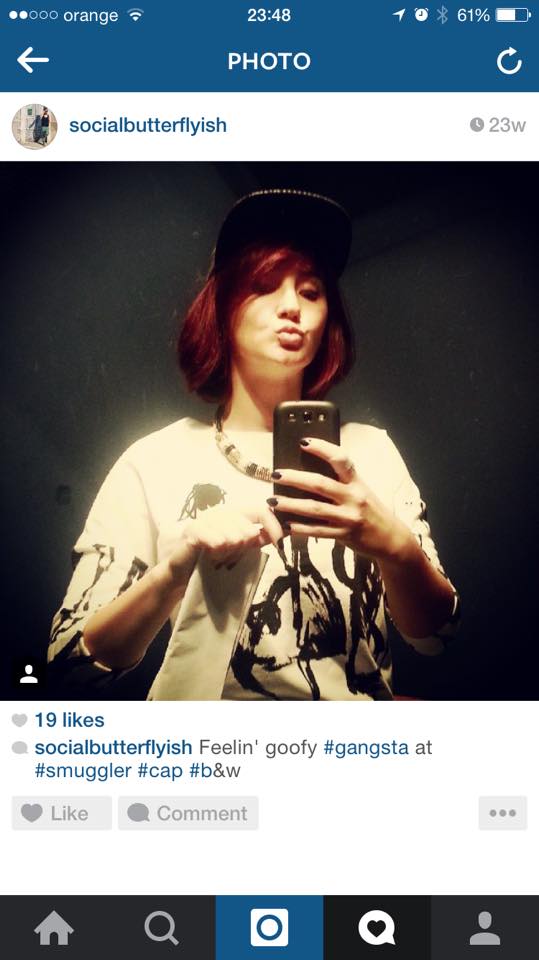 orange 23:48 61%
PHOTO
socialbutterflyish 23w
19 likes
socialbutterflyish Feelin' goofy #gangsta at
#smuggler #cap #b&w
Like Comment